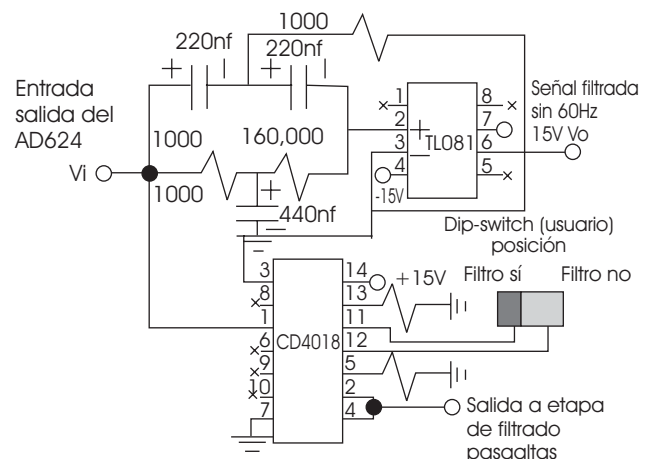 1000
220nf
220nf
+
+
Entrada
salida del
AD624
Vi
1000
160,000
1000
+
440nf
1
2
3
4
-15V
+
TL081
8
7
6
5
Señal filtrada
sin 60Hz
15V Vo
Dip-switch (usuario)
posición
Filtro sí
Filtro no
3
8
1
6
9
10
7
CD4018
14
13
11
12
5
2
4
+15V
Salida a etapa
de filtrado
pasaaltas